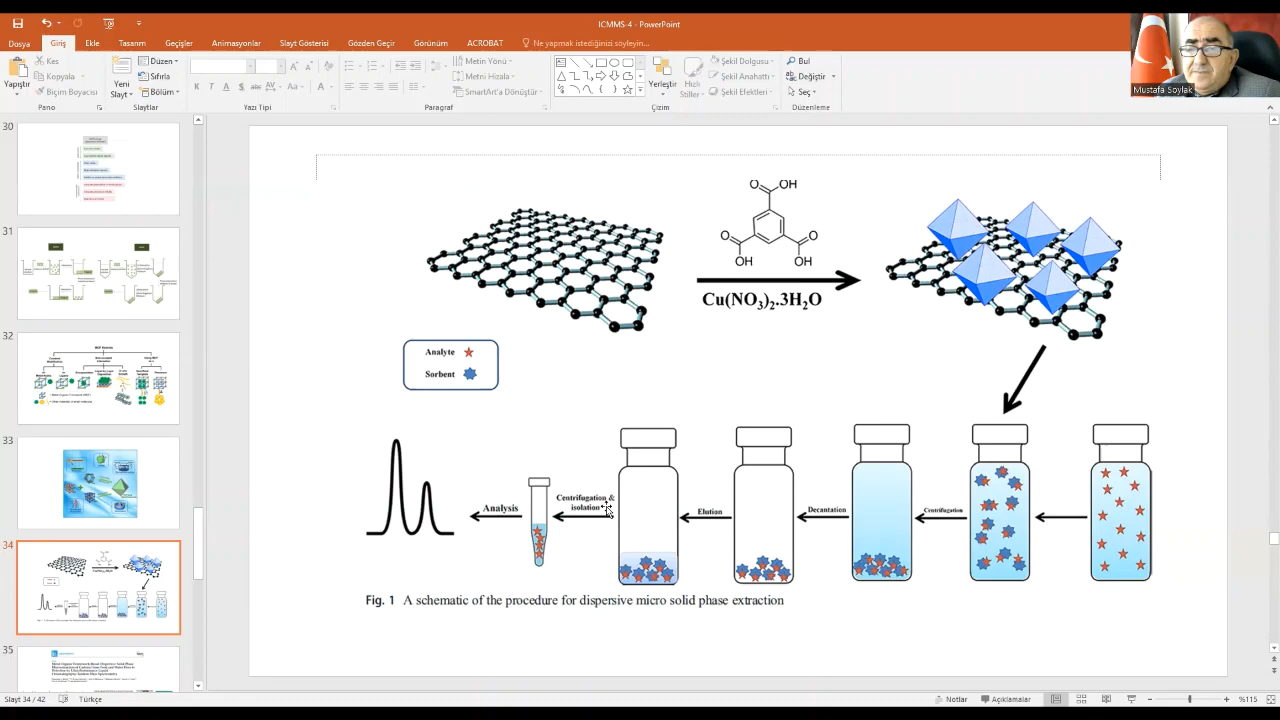 ICMMS-4 - PowerPoint
Dosya Giriş Ekle Tasarım Geçişler Animasyonlar Slayt Gösterisi Gözden Geçir Görünüm ACROBAT Ne yapmak istediğinizi söyleyin...
Yapıştır
Kes
Kopyala
Biçim Boyacısı
Pano
Yeni
Slayt
Düzen
Sıfırla
Bölüm
Slaytlar
K T A S abc AV Aa A
Yazı Tipi
Metin Yönü
Metni Hizala
SmartArt'a Dönüştür
Paragraf
Yerleştir
Hızlı
Stiller
Şekil Dolgusu
Şekil Anahattı
Şekil Efektleri
Çizim
Bul
Değiştir
Seç
Düzenleme
Mustafa Soylak
30
31
32
33
34
35
O OH
O
OH
O
OH
Cu(NO3)2.3H2O
Analyte
Sorbent
Analysis
Centrifugation &
isolation
Elution
Decantation
Centrifugation
Fig. 1 A schematic of the procedure for dispersive micro solid phase extraction
Slayt 34 / 42 Türkçe Notlar Açıklamalar %115